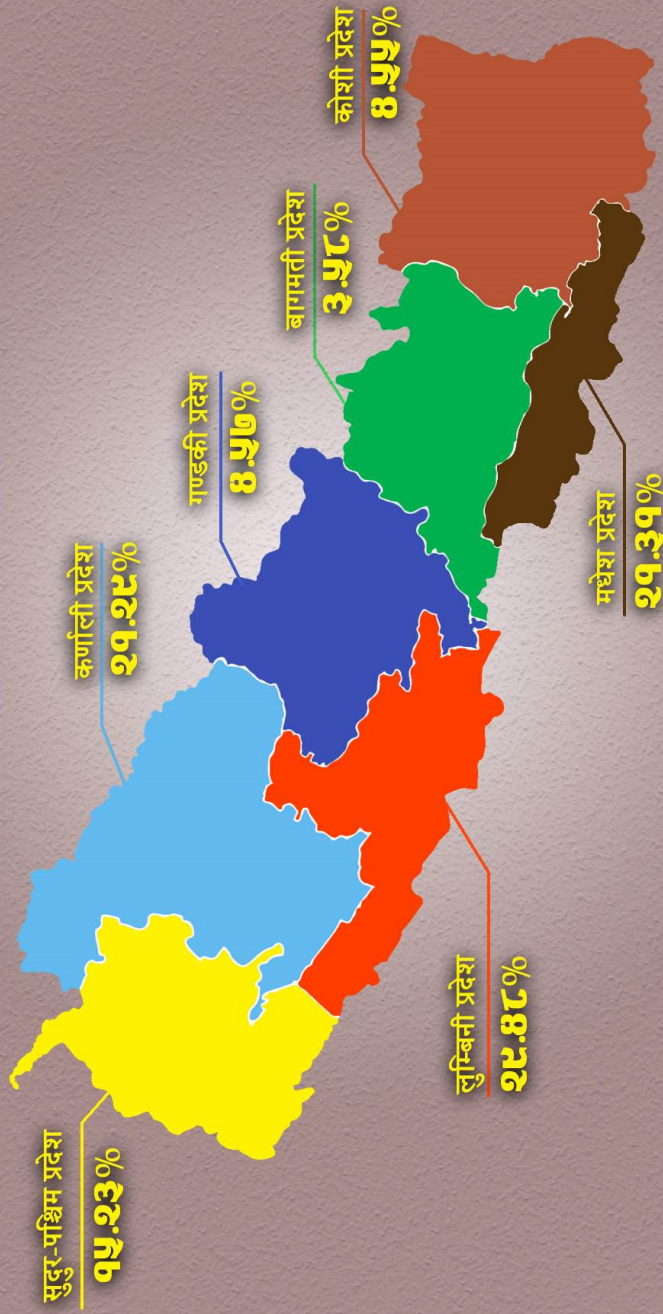 सुदुर-पश्चिम प्रदेश
१५.२३%
कर्णाली प्रदेश
२१.२९%
गण्डकी प्रदेश
४.५७%
बागमती प्रदेश
३.५८%
कोशी प्रदेश
४.५५%
लुम्बिनी प्रदेश
२९.४८%
मधेश प्रदेश
२१.३१%